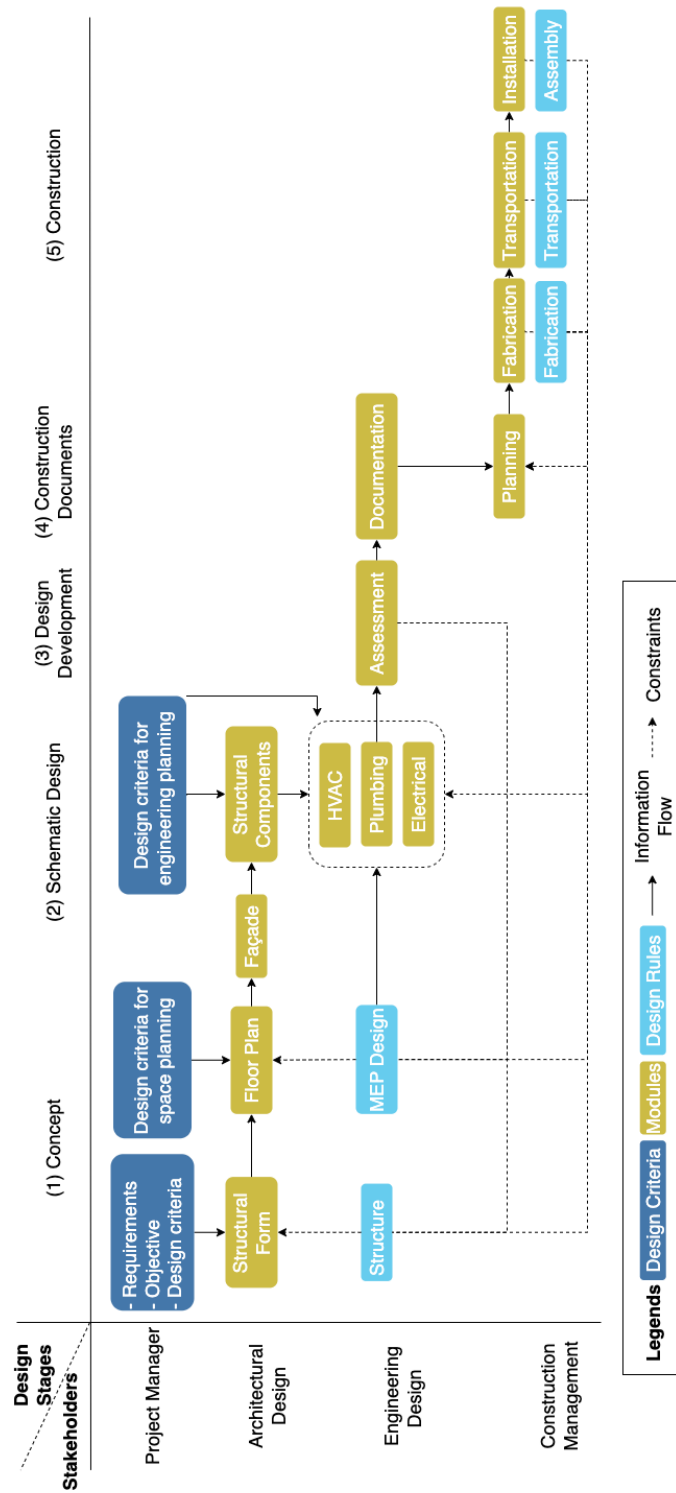 Design
Stages
Stakeholders
(1) Concept
(2) Schematic Design
(3) Design
Development
(4) Construction
Documents
(5) Construction
Project Manager
- Requirements
- Objective
- Design criteria
Design criteria for
space planning
Design criteria for
engineering planning
Architectural
Design
Structural
Form
Floor Plan
Façade
Structural
Components
Engineering
Design
Structure
MEP Design
HVAC
Plumbing
Electrical
Assessment
Documentation
Construction
Management
Planning
Fabrication
Transportation
Installation
Fabrication
Transportation
Assembly
Legends
Design Criteria
Modules
Design Rules
Information
Flow
Constraints